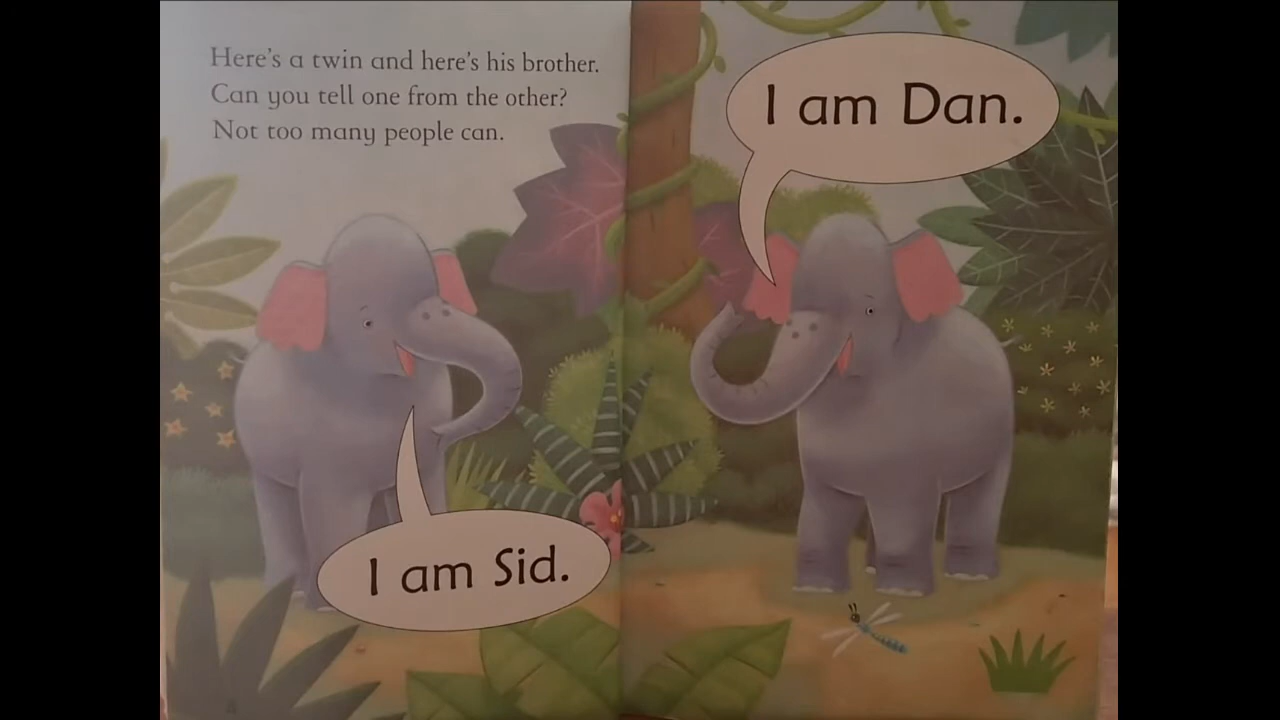 Here's a twin and here's his brother.
Can you tell one from the other?
Not too many people can.
I am Sid.
I am Dan.